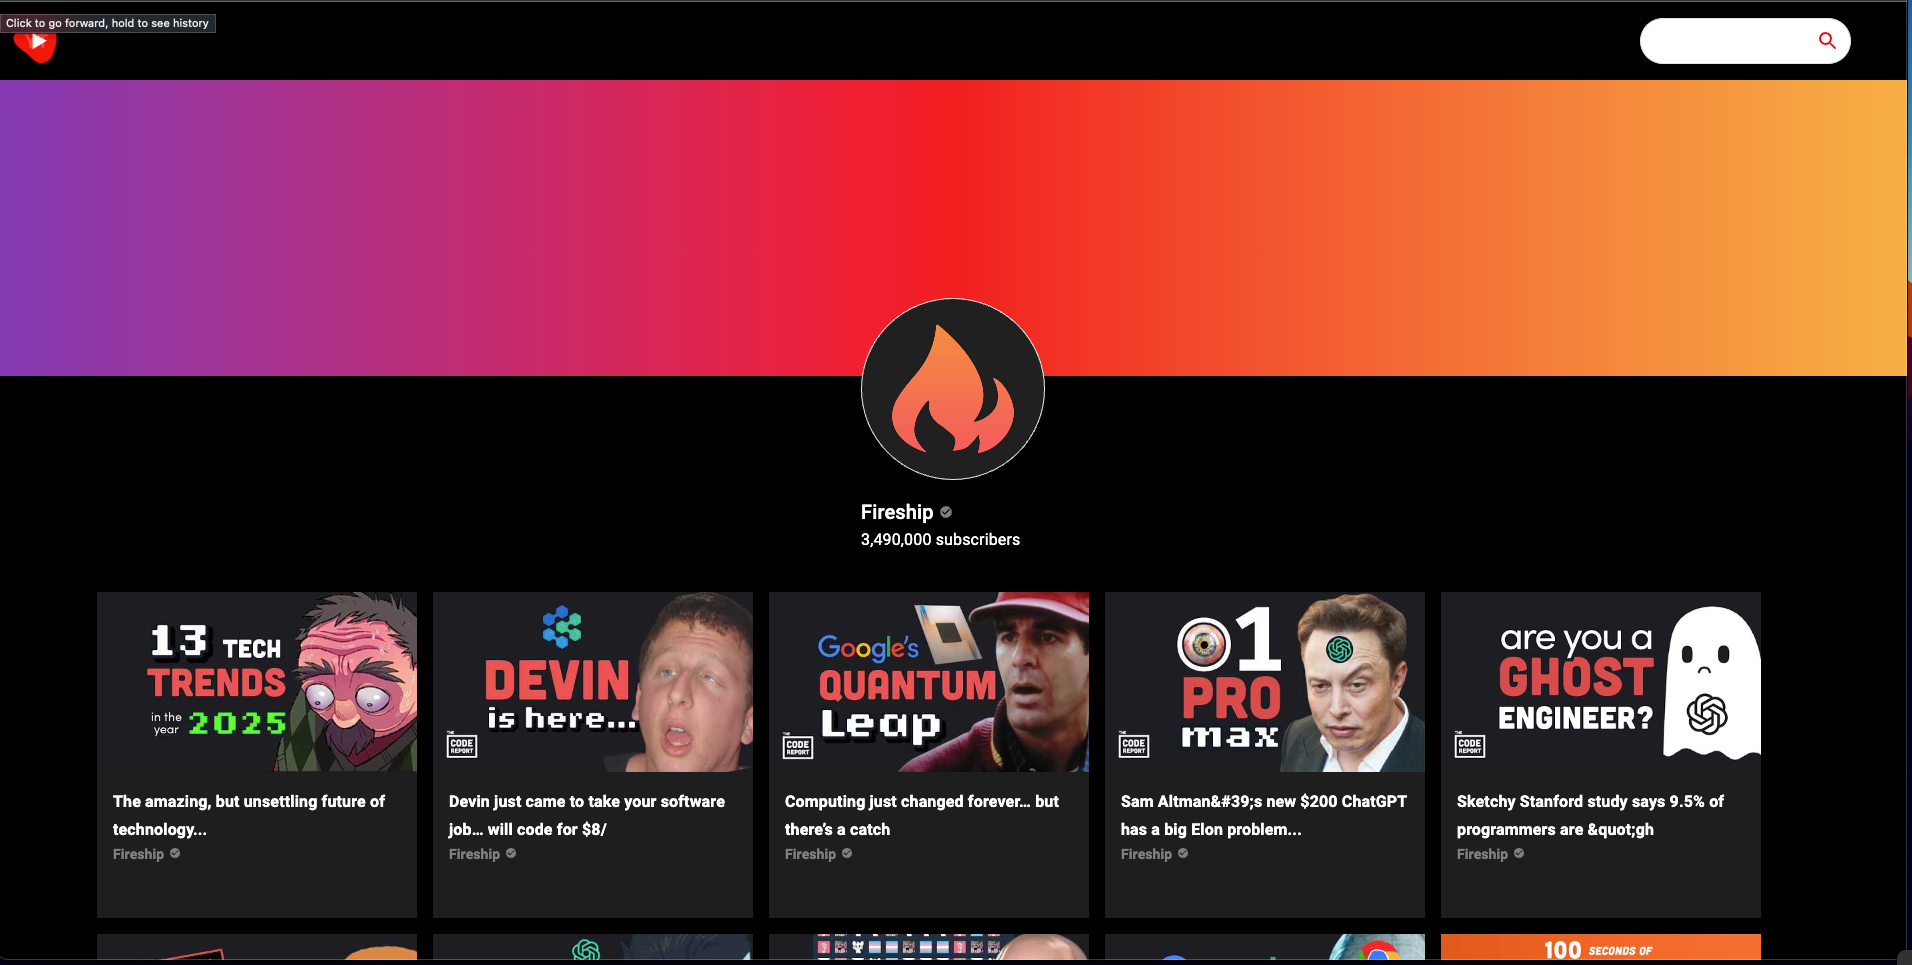 Click to go forward, hold to see history
Fireship
3,490,000 subscribers
13 TECH
TRENDS
in the
year 2025
The amazing, but unsettling future of
technology...
Fireship
DEVIN
is here...
THE
CODE
REPORT
Devin just came to take your software
job… will code for $8/
Fireship
Google's
QUANTUM
Leap
THE
CODE
REPORT
Computing just changed forever… but
there’s a catch
Fireship
01
PRO
max
THE
CODE
REPORT
Sam Altman&#39;s new $200 ChatGPT
has a big Elon problem...
Fireship
are you a
GHOST
ENGINEER?
THE
CODE
REPORT
Sketchy Stanford study says 9.5% of
programmers are &quot;gh
Fireship
100 SECONDS OF